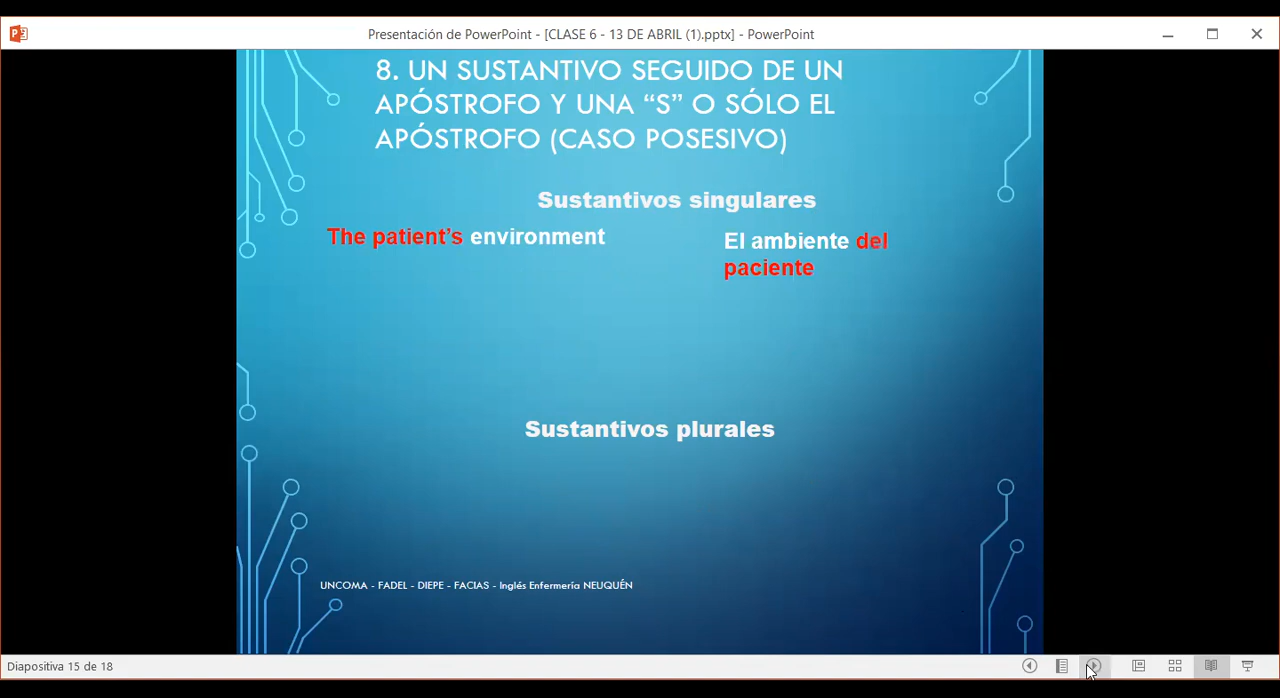 Presentación de PowerPoint - [CLASE 6 - 13 DE ABRIL (1).pptx] - PowerPoint
8. UN SUSTANTIVO SEGUIDO DE UN
APÓSTROFO Y UNA “S” O SÓLO EL
APÓSTROFO (CASO POSESIVO)
Sustantivos singulares
The patient’s environment
El ambiente del
paciente
Sustantivos plurales
UNCOMA - FADEL - DIEPE - FACIAS - Inglés Enfermería NEUQUÉN
Diapositiva 15 de 18